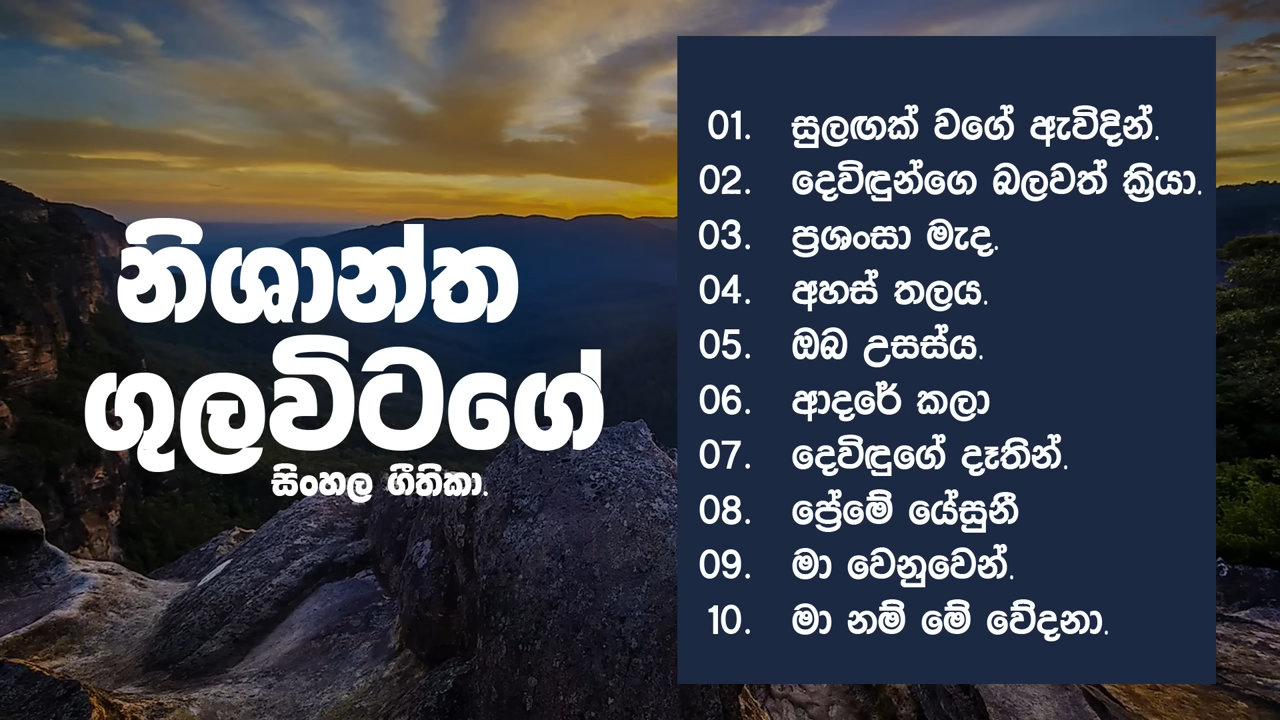 නිශාන්ත
ගුලවිටගේ
සිංහල ගීතිකා.
01. සුලඟක් වගේ ඇවිදින්.
02. දෙවිඳුන්ගෙ බලවත් ක්‍රියා.
03. ප්‍රශංසා මැද.
04. අහස් තලය.
05. ඔබ උසස්ය.
06. ආදරේ කලා
07. දෙවිඳුගේ දෑතින්.
08. ප්‍රේමේ යේසුනී
09. මා වෙනුවෙන්.
10. මා නම් මේ වේදනා.